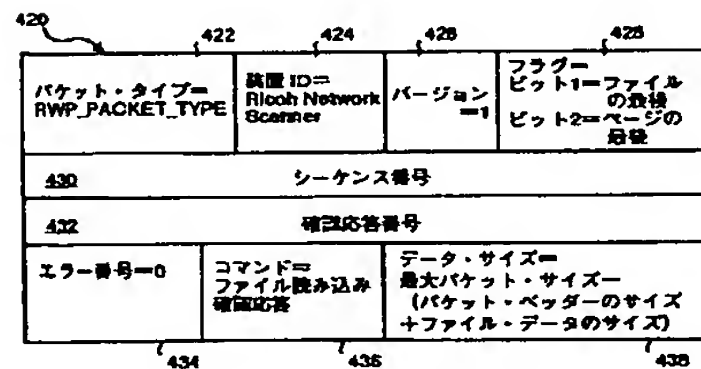 420
422
424
426
428
パケット・タイプ=
RWP_PACKET_TYPE
装置 ID=
Ricoh Network
Scanner
バージョン
=1
フラグ=
ビット1=ファイル
の最後
ビット2=ページの
最後
430 シーケンス番号
432 確認応答番号
エラー番号=0
コマンド=
ファイル読み込み
確認応答
データ・サイズ=
最大パケット・サイズ−
(パケット・ヘッダーのサイズ
+ファイル・データのサイズ)
434
436
438